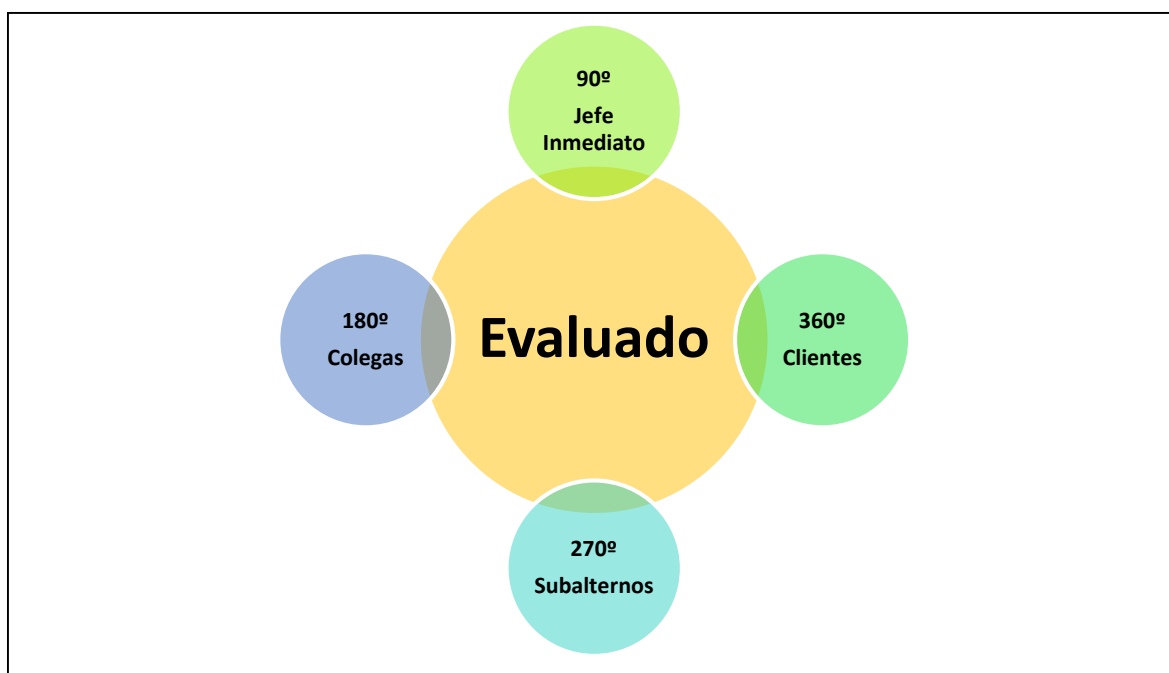 90º
Jefe
Inmediato
180º
Colegas
Evaluado
360º
Clientes
270º
Subalternos